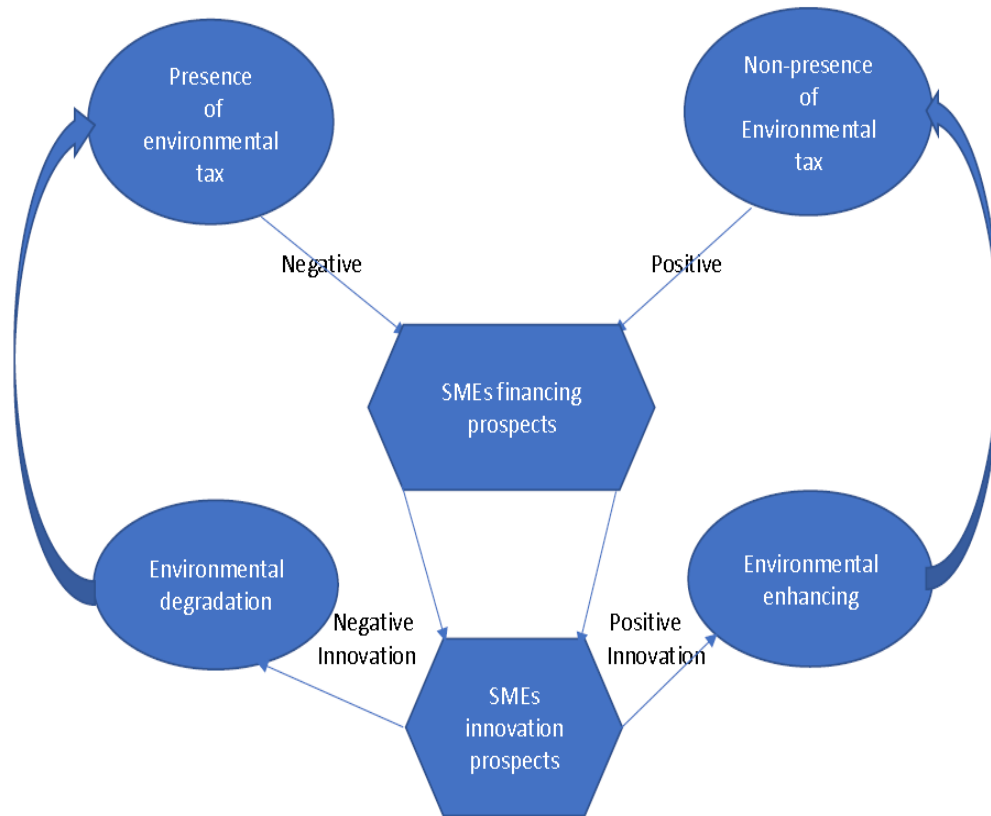 Presence
of
environmental
tax
Non-presence
of
Environmental
tax
Negative
Positive
SMEs financing
prospects
Environmental
degradation
Environmental
enhancing
Negative
Innovation
Positive
Innovation
SMEs
innovation
prospects